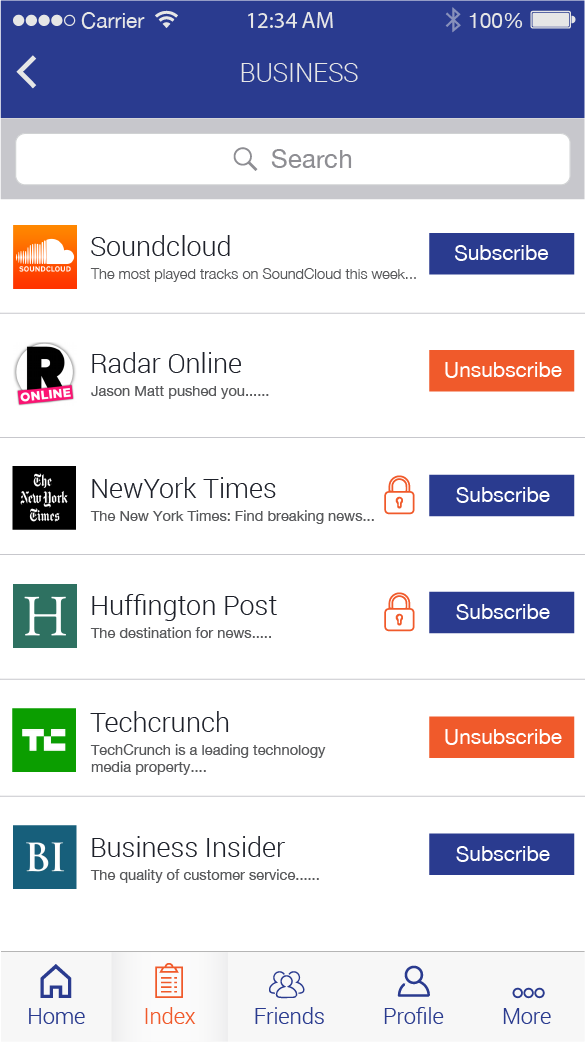 Carrier 12:34 AM 100%
BUSINESS
Search
SOUNDCLOUD
Soundcloud
The most played tracks on SoundCloud this week...
Subscribe
R
ONLINE
Radar Online
Jason Matt pushed you......
Unsubscribe
The
New York
Times
NewYork Times
The New York Times: Find breaking news...
Subscribe
H
Huffington Post
The destination for news.....
Subscribe
TC
Techcrunch
TechCrunch is a leading technology
media property....
Unsubscribe
BI
Business Insider
The quality of customer service......
Subscribe
Home Index Friends Profile More